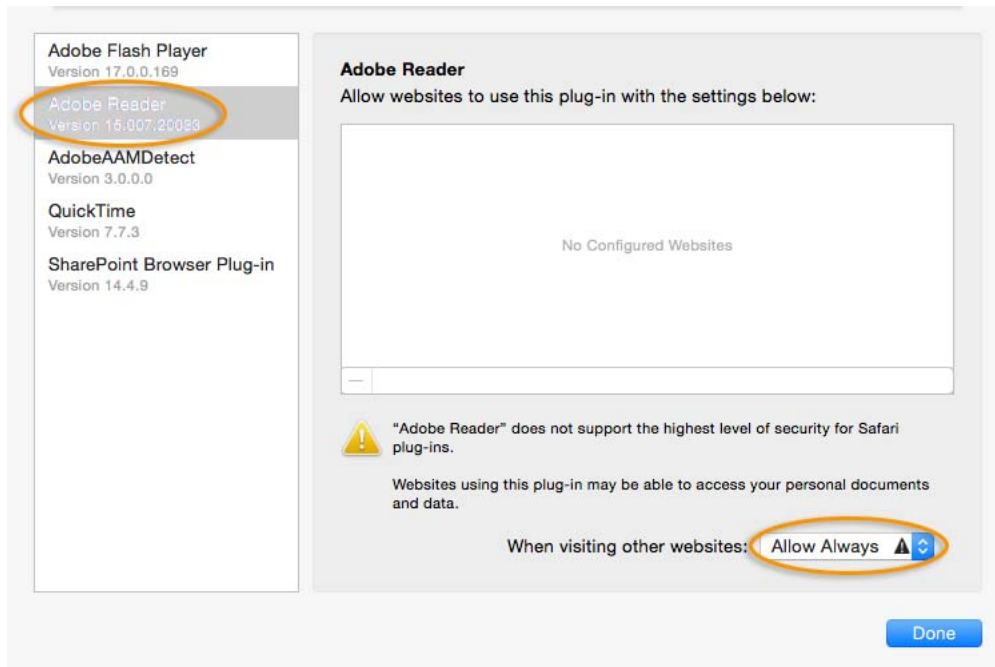 Adobe Flash Player
Version 17.0.0.169
Adobe Reader
Version 15.007.20083
AdobeAAMDetect
Version 3.0.0.0
QuickTime
Version 7.7.3
SharePoint Browser Plug-in
Version 14.4.9
Adobe Reader
Allow websites to use this plug-in with the settings below:
No Configured Websites
“Adobe Reader” does not support the highest level of security for Safari
plug-ins.
Websites using this plug-in may be able to access your personal documents
and data.
When visiting other websites: Allow Always
Done